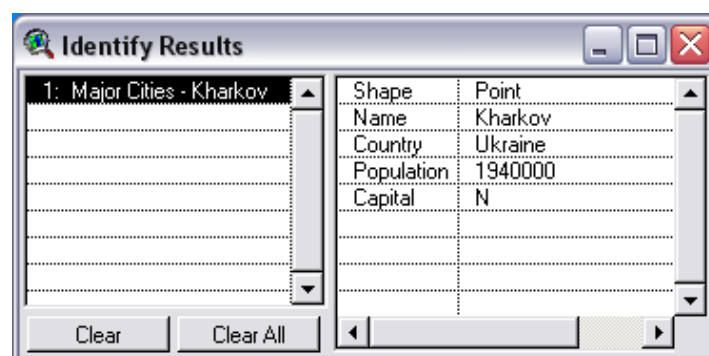 Identify Results
1: Major Cities - Kharkov
Shape Point
Name Kharkov
Country Ukraine
Population 1940000
Capital N
Clear Clear All